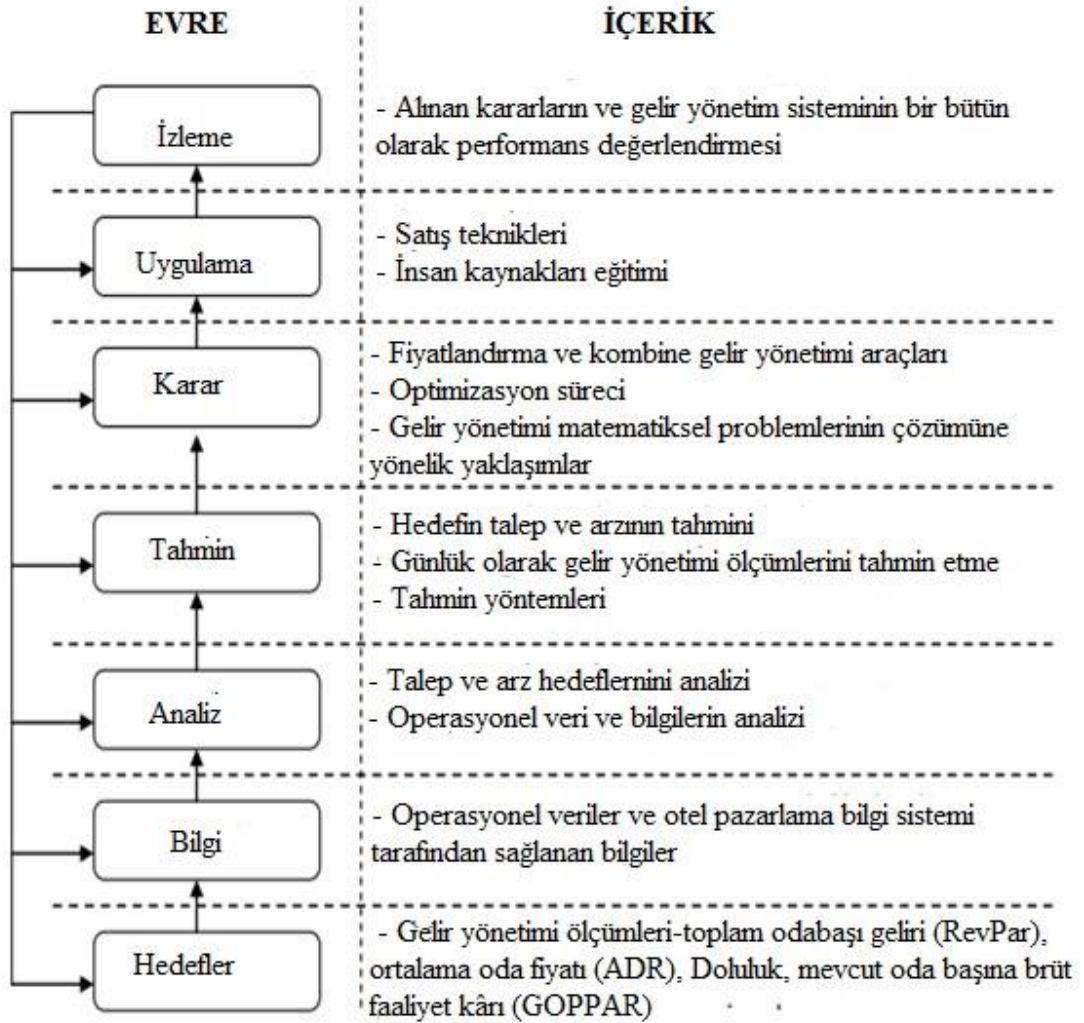 EVRE
İÇERİK
İzleme
- Alınan kararların ve gelir yönetim sisteminin bir bütün
olarak performans değerlendirmesi
Uygulama
- Satış teknikleri
- İnsan kaynakları eğitimi
Karar
- Fiyatlandırma ve kombine gelir yönetimi araçları
- Optimizasyon süreci
- Gelir yönetimi matematiksel problemlerinin çözümüne
yönelik yaklaşımlar
Tahmin
- Hedefin talep ve arzının tahmini
- Günlük olarak gelir yönetimi ölçümlerini tahmin etme
- Tahmin yöntemleri
Analiz
- Talep ve arz hedeflernini analizi
- Operasyonel veri ve bilgilerin analizi
Bilgi
- Operasyonel veriler ve otel pazarlama bilgi sistemi
tarafından sağlanan bilgiler
Hedefler
- Gelir yönetimi ölçümleri-toplam odabaşı geliri (RevPar),
ortalama oda fiyatı (ADR), Doluluk, mevcut oda başına brüt
faaliyet kârı (GOPPAR)